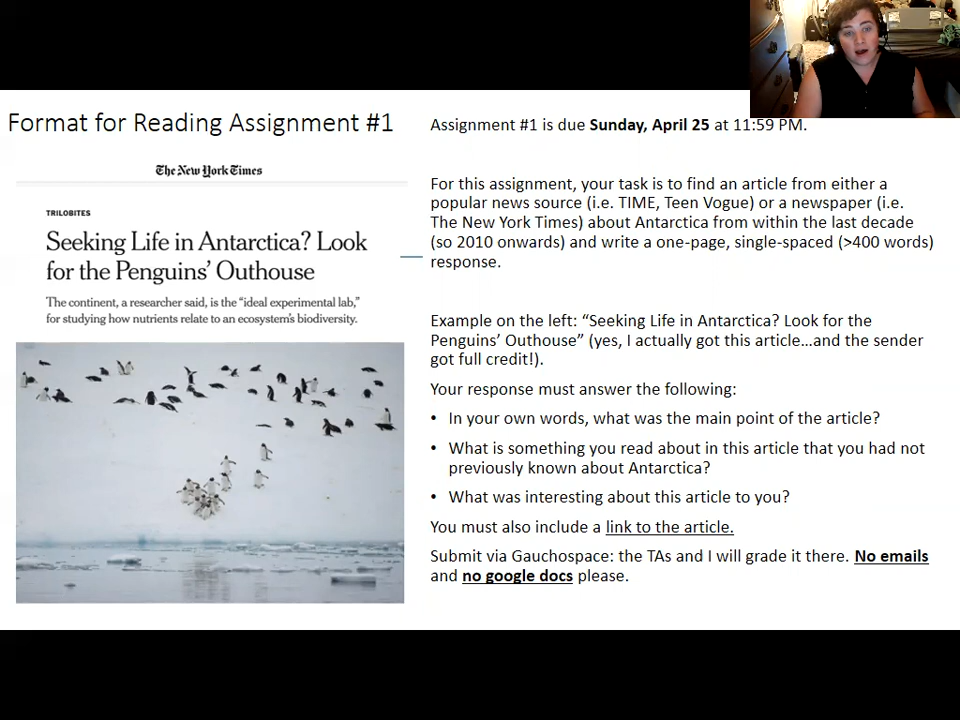 Format for Reading Assignment #1
The New York Times
TRILOBITES
Seeking Life in Antarctica? Look
for the Penguins’ Outhouse
The continent, a researcher said, is the “ideal experimental lab,”
for studying how nutrients relate to an ecosystem’s biodiversity.
Assignment #1 is due Sunday, April 25 at 11:59 PM.
For this assignment, your task is to find an article from either a
popular news source (i.e. TIME, Teen Vogue) or a newspaper (i.e.
The New York Times) about Antarctica from within the last decade
(so 2010 onwards) and write a one-page, single-spaced (>400 words)
response.
Example on the left: “Seeking Life in Antarctica? Look for the
Penguins’ Outhouse” (yes, I actually got this article…and the sender
got full credit!).
Your response must answer the following:
• In your own words, what was the main point of the article?
• What is something you read about in this article that you had not
previously known about Antarctica?
• What was interesting about this article to you?
You must also include a link to the article.
Submit via Gauchospace: the TAs and I will grade it there. No emails
and no google docs please.